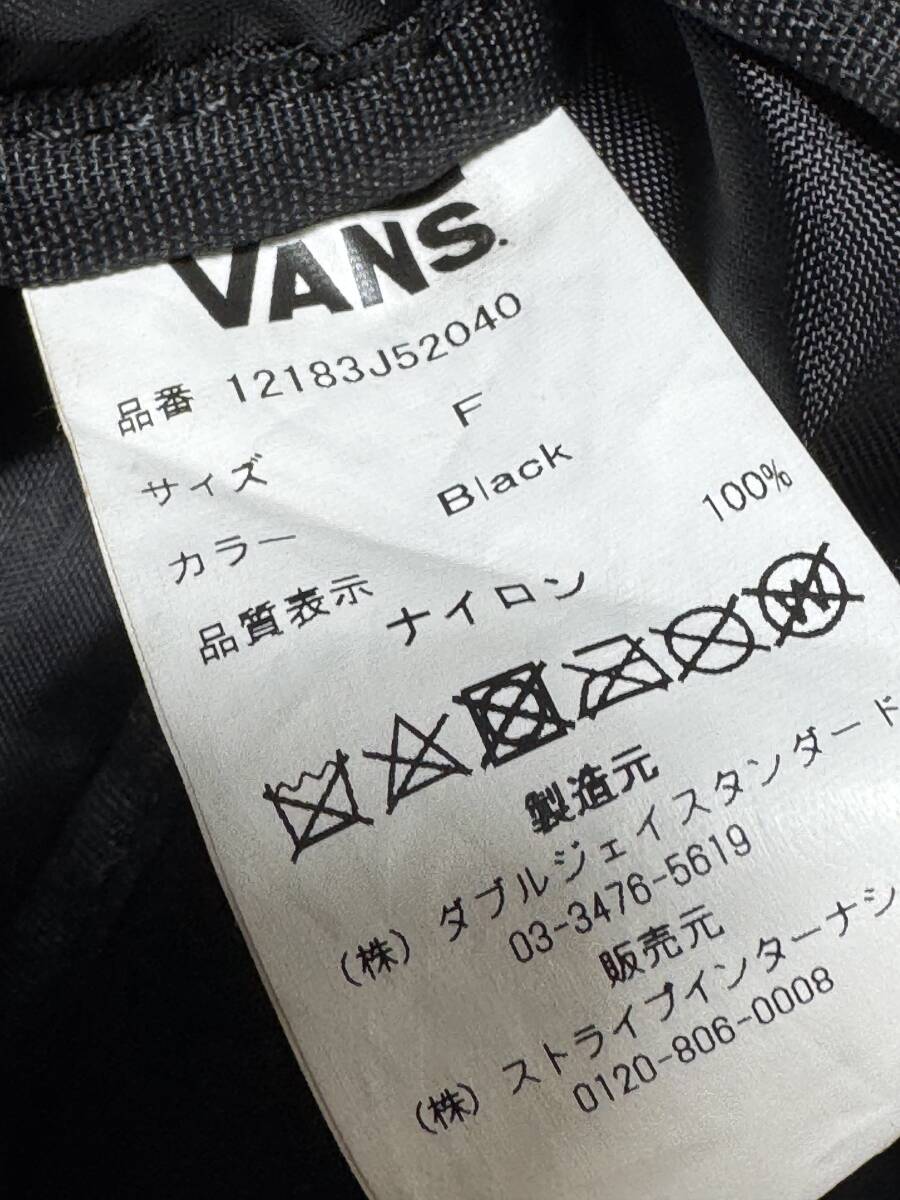 VANS.
品番 12183J52040
サイズ F
カラー Black
品質表示
ナイロン 100%
製造元
(株) ダブルジェイスタンダード
03-3476-5619
販売元
(株) ストライプインターナシ
0120-806-0008